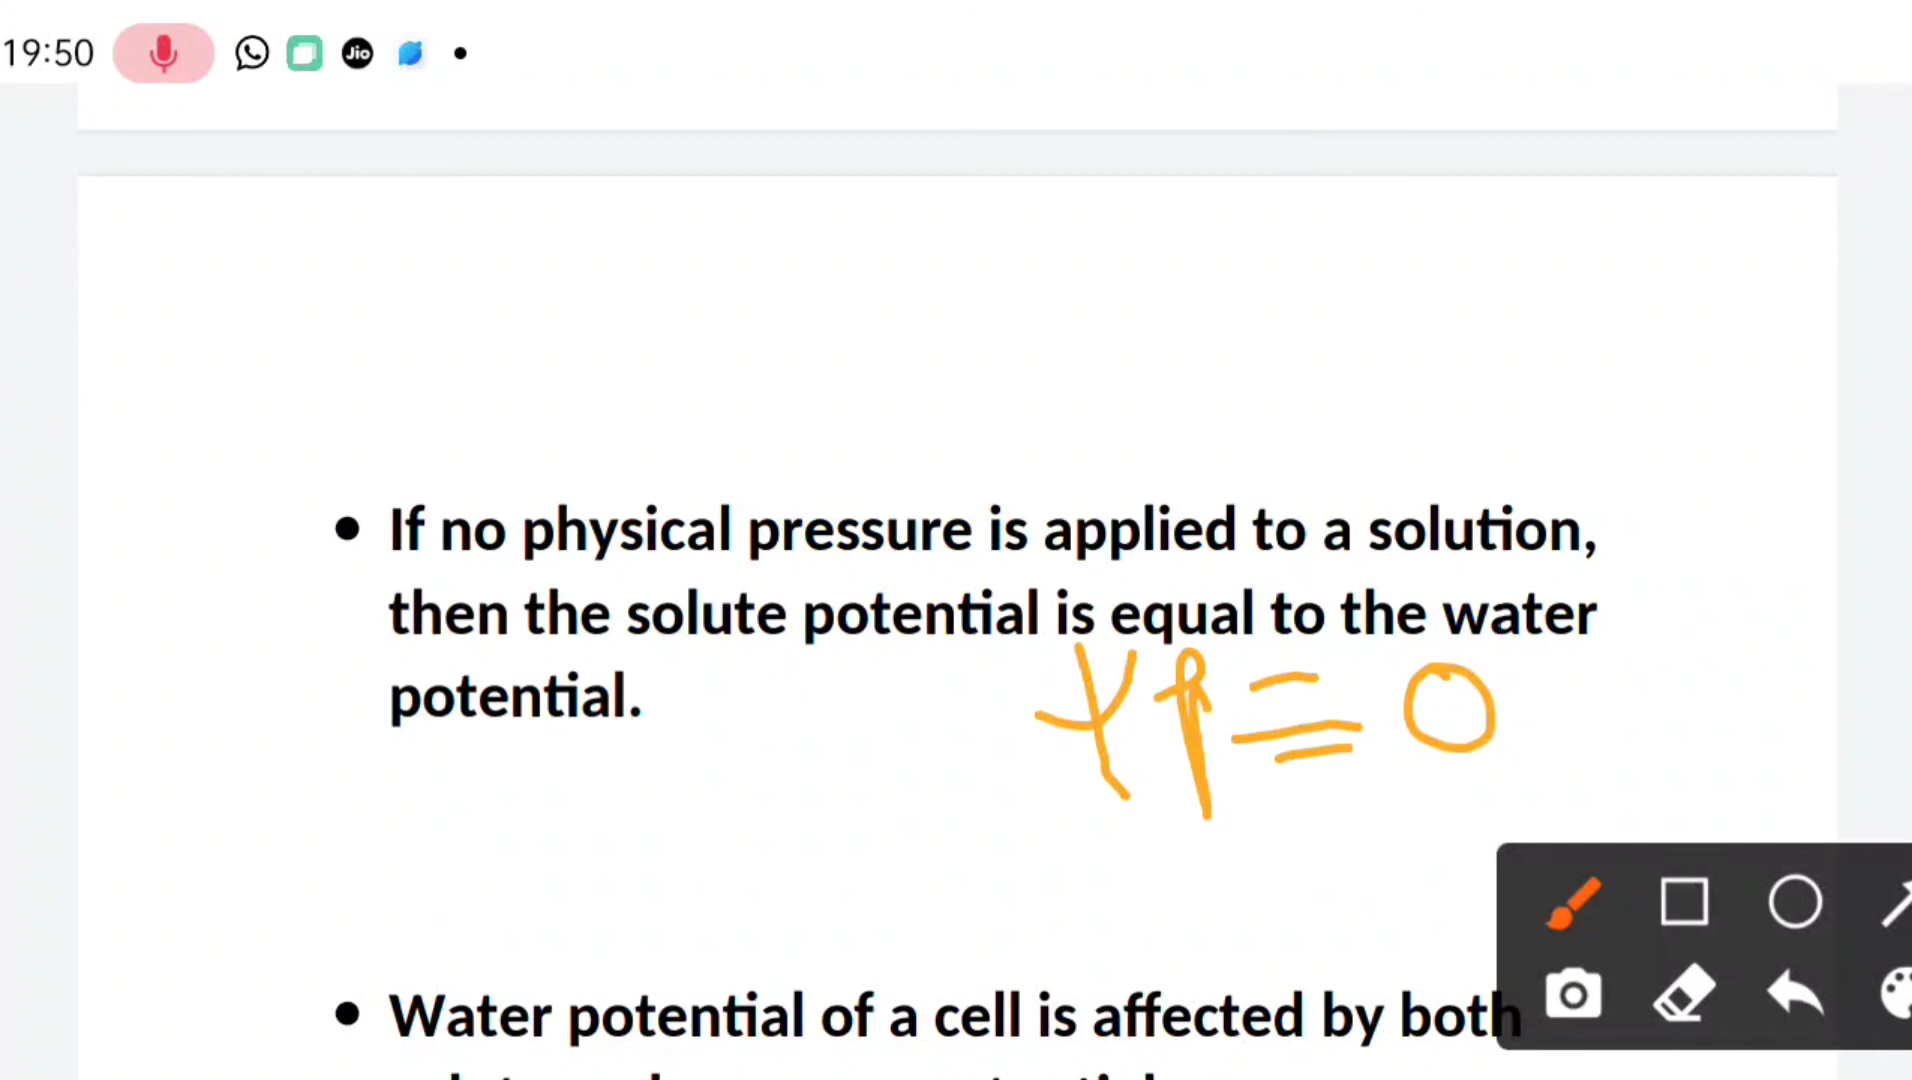 19:50
Jio
• If no physical pressure is applied to a solution,
then the solute potential is equal to the water
potential.
Ψp = 0
• Water potential of a cell is affected by both